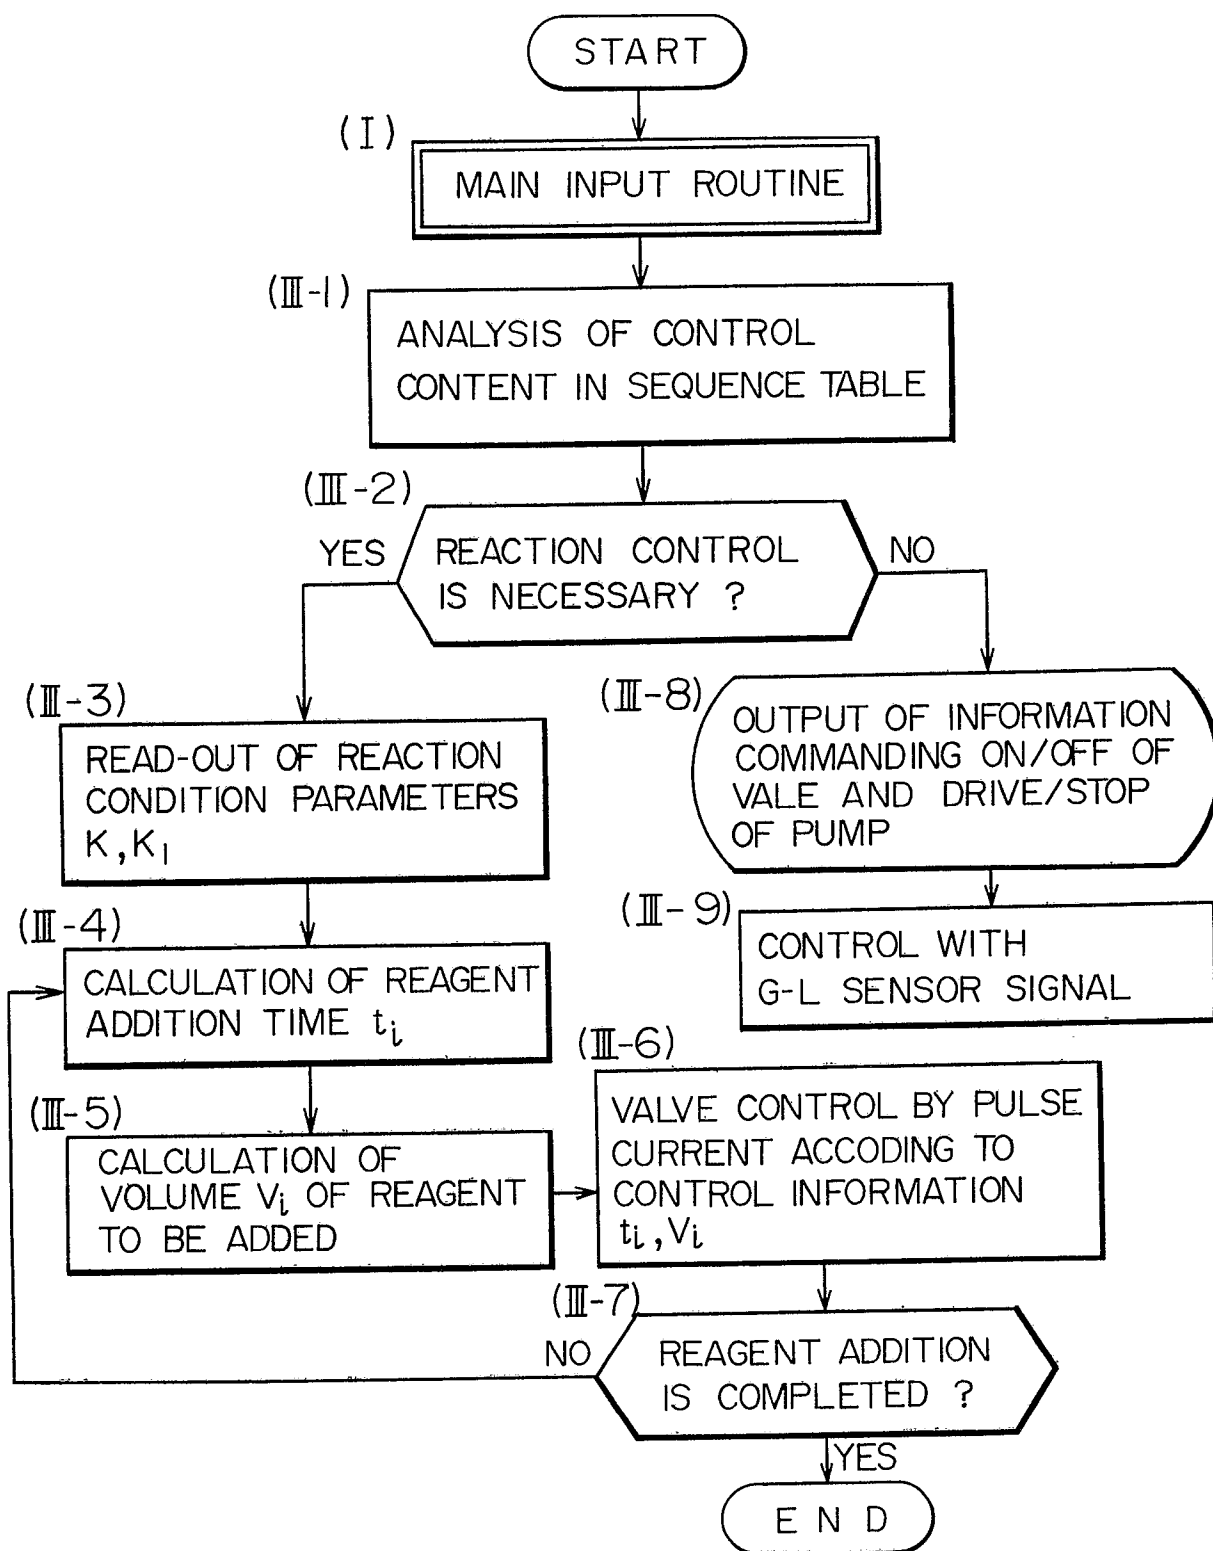 START
(I)
MAIN INPUT ROUTINE
(III-1)
ANALYSIS OF CONTROL
CONTENT IN SEQUENCE TABLE
(III-2)
YES
REACTION CONTROL
IS NECESSARY ?
NO
(III-3)
READ-OUT OF REACTION
CONDITION PARAMETERS
K, K1
(III-8)
OUTPUT OF INFORMATION
COMMANDING ON/OFF OF
VALE AND DRIVE/STOP
OF PUMP
(III-4)
CALCULATION OF REAGENT
ADDITION TIME ti
(III-9)
CONTROL WITH
G-L SENSOR SIGNAL
(III-5)
CALCULATION OF
VOLUME Vi OF REAGENT
TO BE ADDED
(III-6)
VALVE CONTROL BY PULSE
CURRENT ACCODING TO
CONTROL INFORMATION
ti, Vi
(III-7)
NO
REAGENT ADDITION
IS COMPLETED ?
YES
END